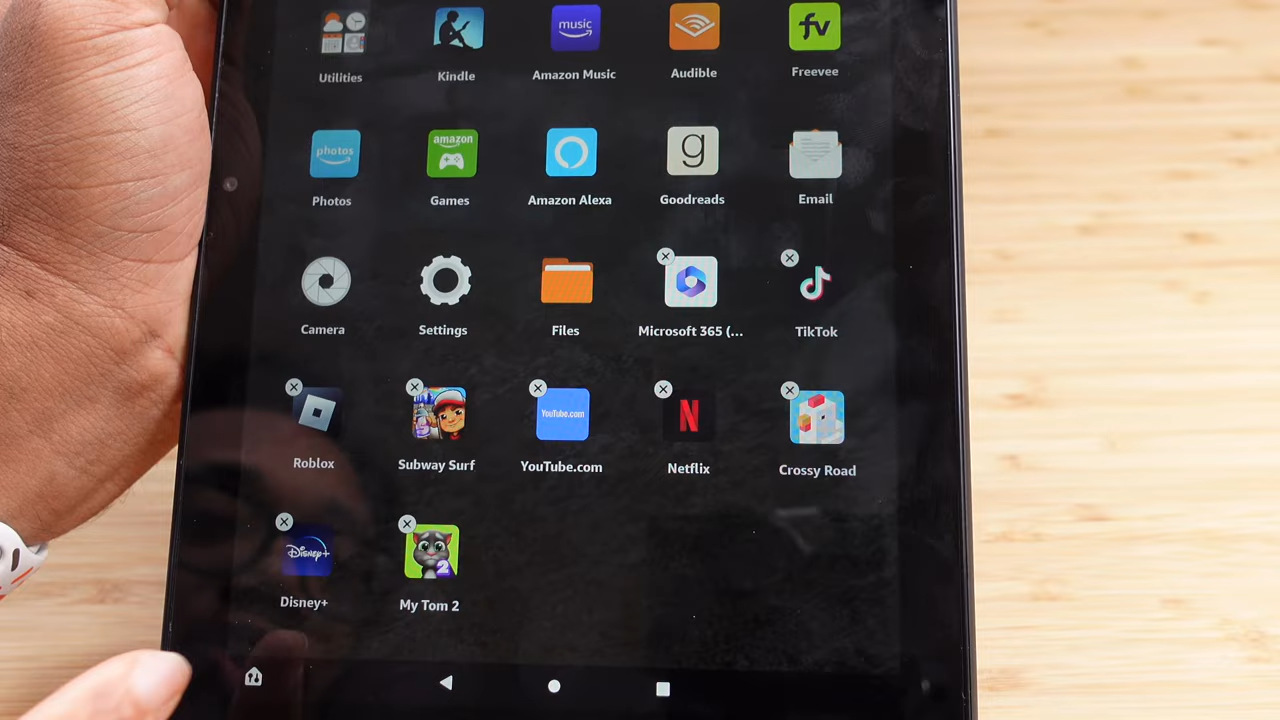 music
fv
Utilities
Kindle
Amazon Music
Audible
Freevee
photos
amazon
g
Photos
Games
Amazon Alexa
Goodreads
Email
Camera
Settings
Files
Microsoft 365 (...
TikTok
YouTube.com
N
Roblox
Subway Surf
YouTube.com
Netflix
Crossy Road
Disney+
2
Disney+
My Tom 2